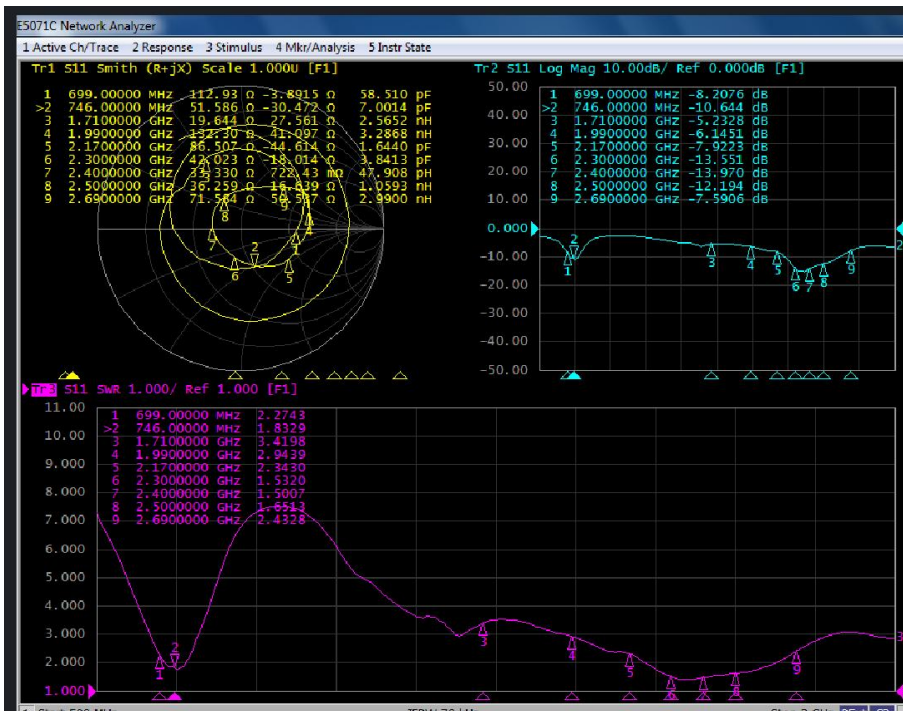 E5071C Network Analyzer
1 Active Ch/Trace 2 Response 3 Stimulus 4 Mkr/Analysis 5 Instr State
Tr1 S11 Smith (R+jX) Scale 1.000U [F1]
1 699.00000 MHz 112.93 Ω -3.8915 Ω 58.510 pF
>2 746.00000 MHz 51.586 Ω -30.472 Ω 7.0014 pF
3 1.7100000 GHz 19.644 Ω 27.561 Ω 2.5652 nH
4 1.9900000 GHz 132.30 Ω 41.097 Ω 3.2868 nH
5 2.1700000 GHz 86.507 Ω -44.614 Ω 1.6440 pF
6 2.3000000 GHz 42.023 Ω -18.014 Ω 3.8413 pF
7 2.4000000 GHz 33.330 Ω 722.43 mΩ 47.908 pH
8 2.5000000 GHz 36.259 Ω 16.639 Ω 1.0593 nH
9 2.6900000 GHz 71.564 Ω 50.537 Ω 2.9900 nH
Tr2 S11 Log Mag 10.00dB/ Ref 0.000dB [F1]
50.00
40.00
30.00
20.00
10.00
0.000
-10.00
-20.00
-30.00
-40.00
-50.00
1 699.00000 MHz -8.2076 dB
>2 746.00000 MHz -10.644 dB
3 1.7100000 GHz -5.2328 dB
4 1.9900000 GHz -6.1451 dB
5 2.1700000 GHz -7.9223 dB
6 2.3000000 GHz -13.551 dB
7 2.4000000 GHz -13.970 dB
8 2.5000000 GHz -12.194 dB
9 2.6900000 GHz -7.5906 dB
Tr3 S11 SWR 1.000/ Ref 1.000 [F1]
11.00
10.00
9.000
8.000
7.000
6.000
5.000
4.000
3.000
2.000
1.000
1 699.00000 MHz 2.2743
>2 746.00000 MHz 1.8329
3 1.7100000 GHz 3.4198
4 1.9900000 GHz 2.9439
5 2.1700000 GHz 2.3430
6 2.3000000 GHz 1.5320
7 2.4000000 GHz 1.5007
8 2.5000000 GHz 1.6513
9 2.6900000 GHz 2.4328